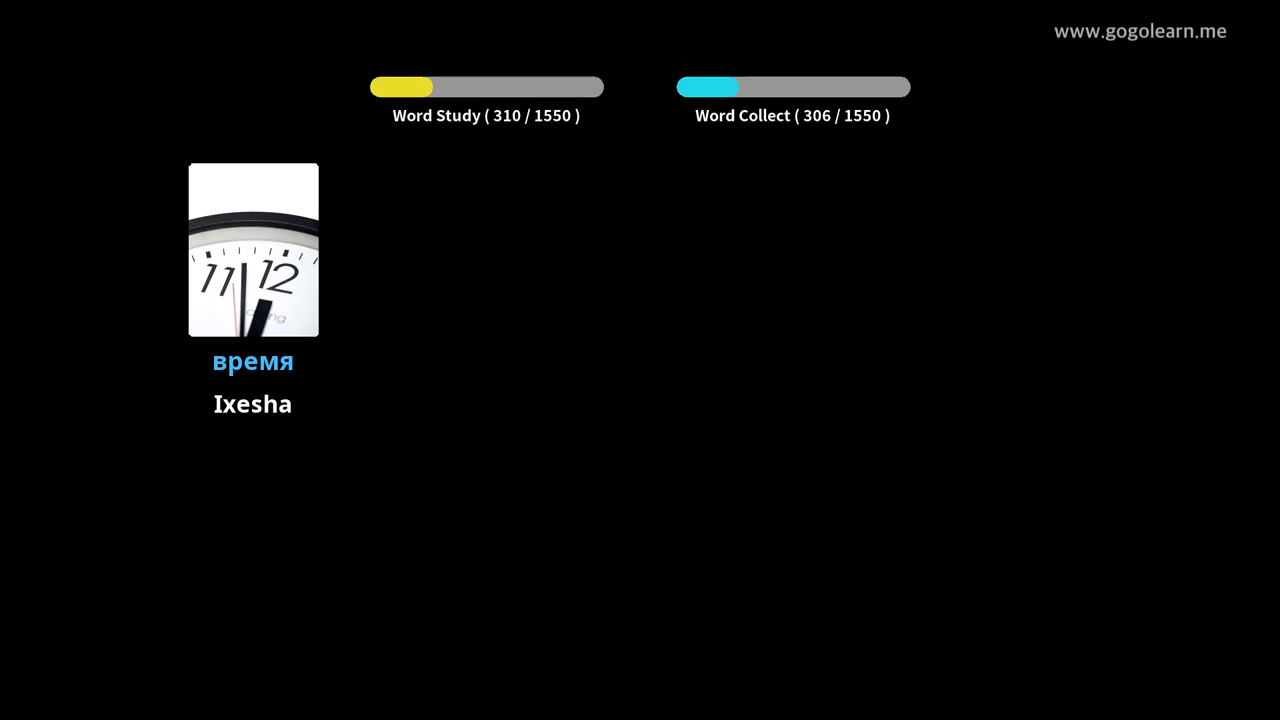 www.gogolearn.me
Word Study ( 310 / 1550 )
Word Collect ( 306 / 1550 )
11 12
время
Ixesha